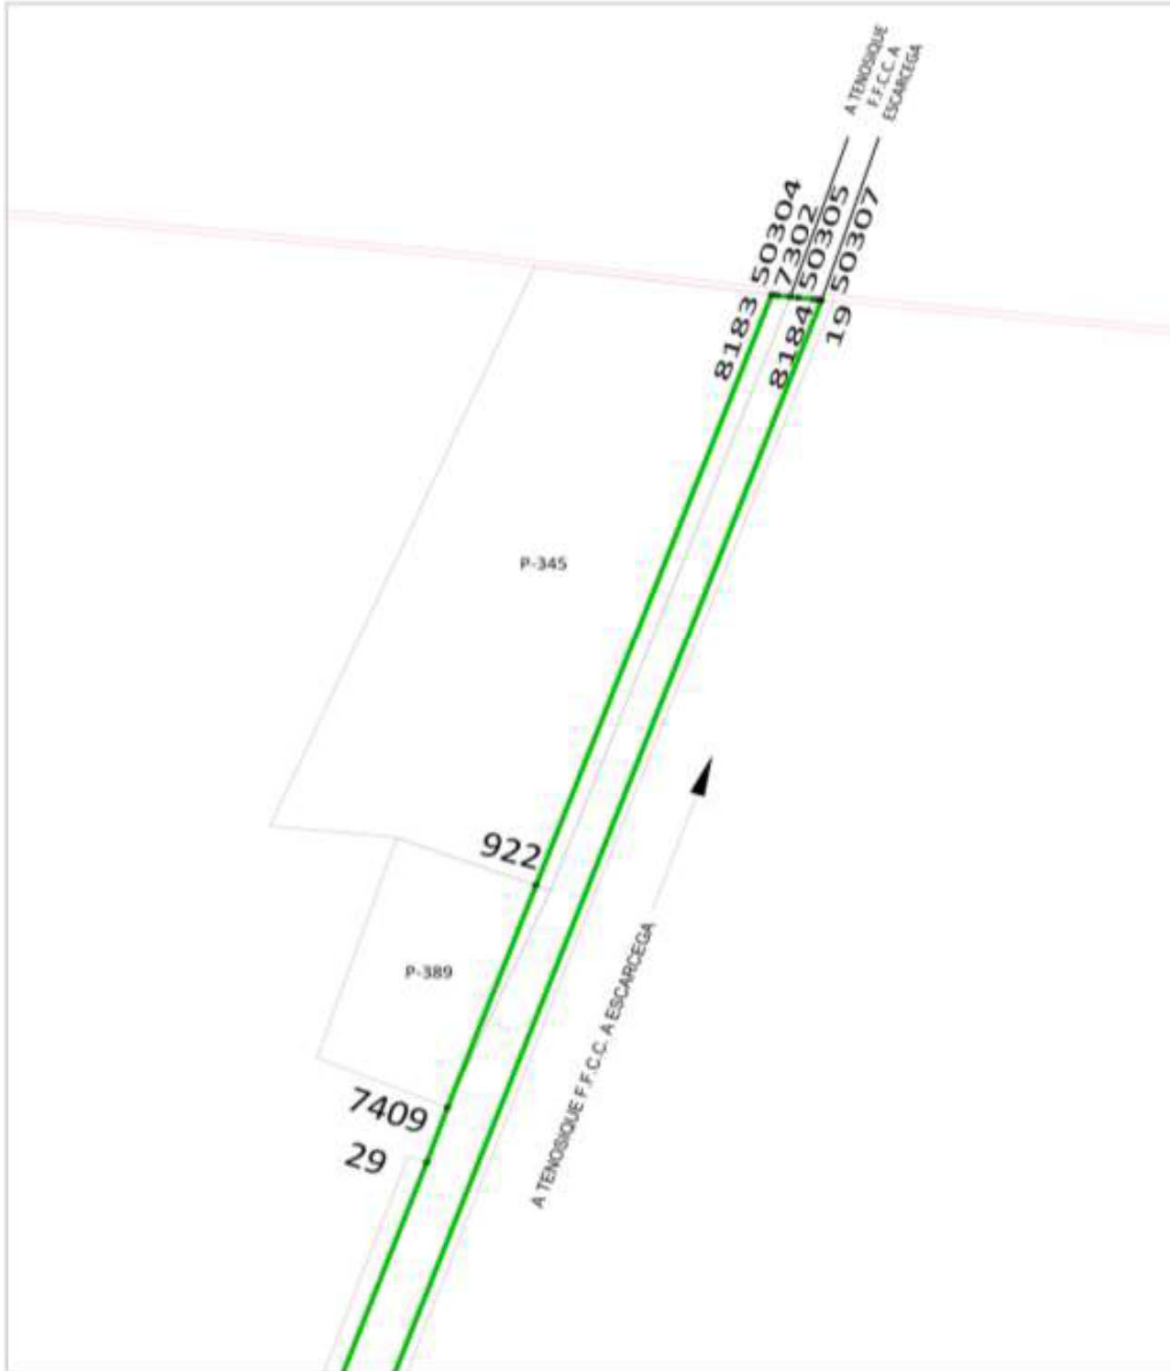 A TENOSIQUE
F.F.C.C. A
ESCARCEGA
50304
7302
50305
50307
8183
8184
19
P-345
922
P-389
7409
29
A TENOSIQUE F.F.C.C. A ESCARCEGA